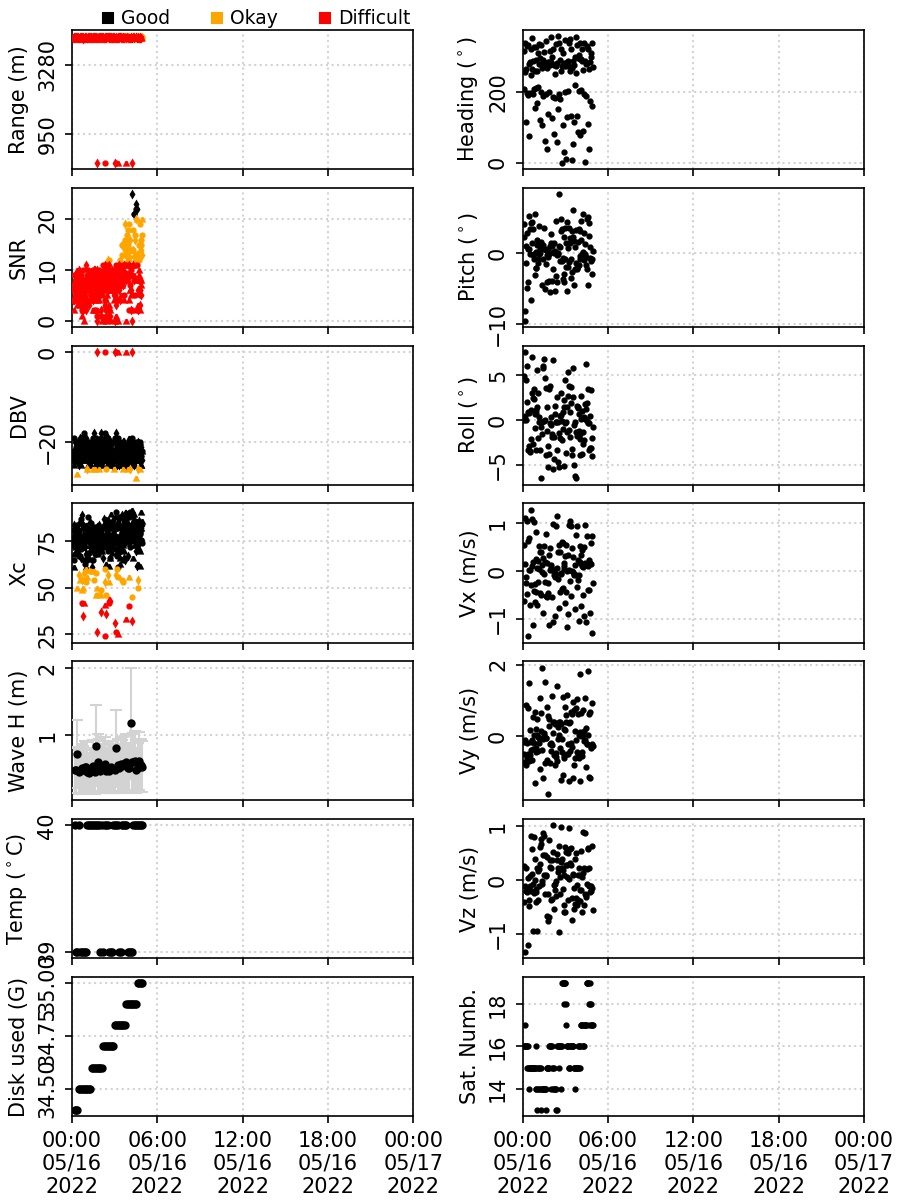 Good Okay Difficult
Range (m)
3280
950
Heading (°)
200
0
SNR
20
10
0
Pitch (°)
0
−10
DBV
0
−20
Roll (°)
5
0
−5
Xc
75
50
25
Vx (m/s)
1
0
−1
Wave H (m)
2
1
Vy (m/s)
2
0
Temp (°C)
40
39
Vz (m/s)
1
0
−1
Disk used (G)
35.00
34.75
34.50
Sat. Numb.
18
16
14
00:00 06:00 12:00 18:00 00:00 00:00 06:00 12:00 18:00 00:00
05/16 05/16 05/16 05/16 05/17 05/16 05/16 05/16 05/16 05/17
2022 2022 2022 2022 2022 2022 2022 2022 2022 2022